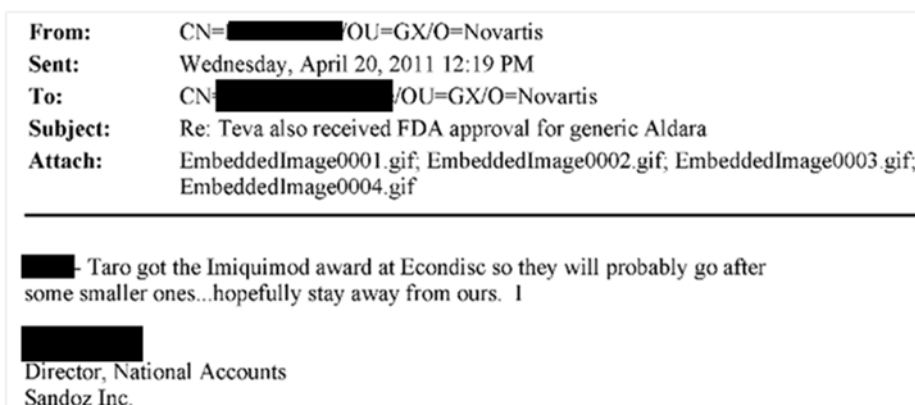 From: CN= /OU=GX/O=Novartis
Sent: Wednesday, April 20, 2011 12:19 PM
To: CN= /OU=GX/O=Novartis
Subject: Re: Teva also received FDA approval for generic Aldara
Attach: EmbeddedImage0001.gif; EmbeddedImage0002.gif; EmbeddedImage0003.gif;
EmbeddedImage0004.gif
- Taro got the Imiquimod award at Econdisc so they will probably go after
some smaller ones...hopefully stay away from ours. l
Director, National Accounts
Sandoz Inc.